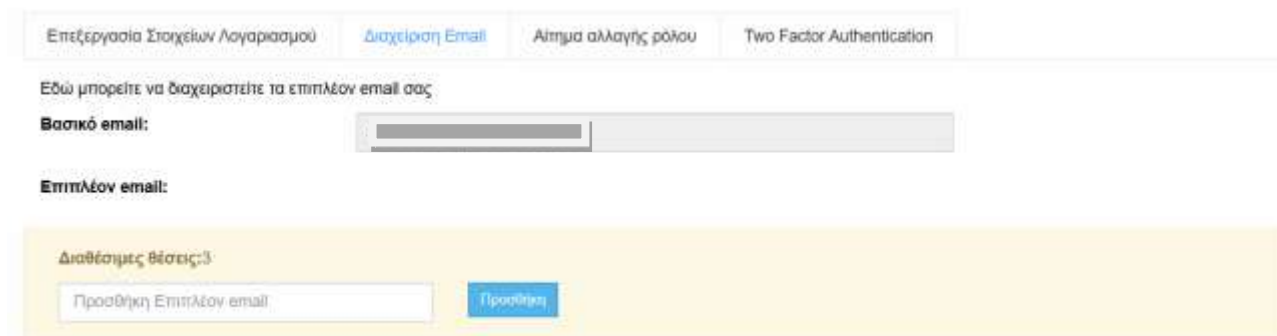 Επεξεργασία Στοιχείων Λογαριασμού Διαχείριση Email Αίτημα αλλαγής ρόλου Two Factor Authentication
Εδώ μπορείτε να διαχειριστείτε τα επιπλέον email σας
Βασικό email:
Επιπλέον email:
Διαθέσιμες θέσεις:3
Προσθήκη Επιπλέον email Προσθήκη